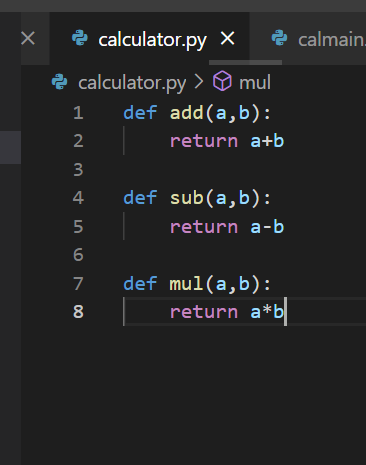 calculator.py calmain.
calculator.py > mul
1 def add(a,b):
2     return a+b
3
4 def sub(a,b):
5     return a-b
6
7 def mul(a,b):
8     return a*b